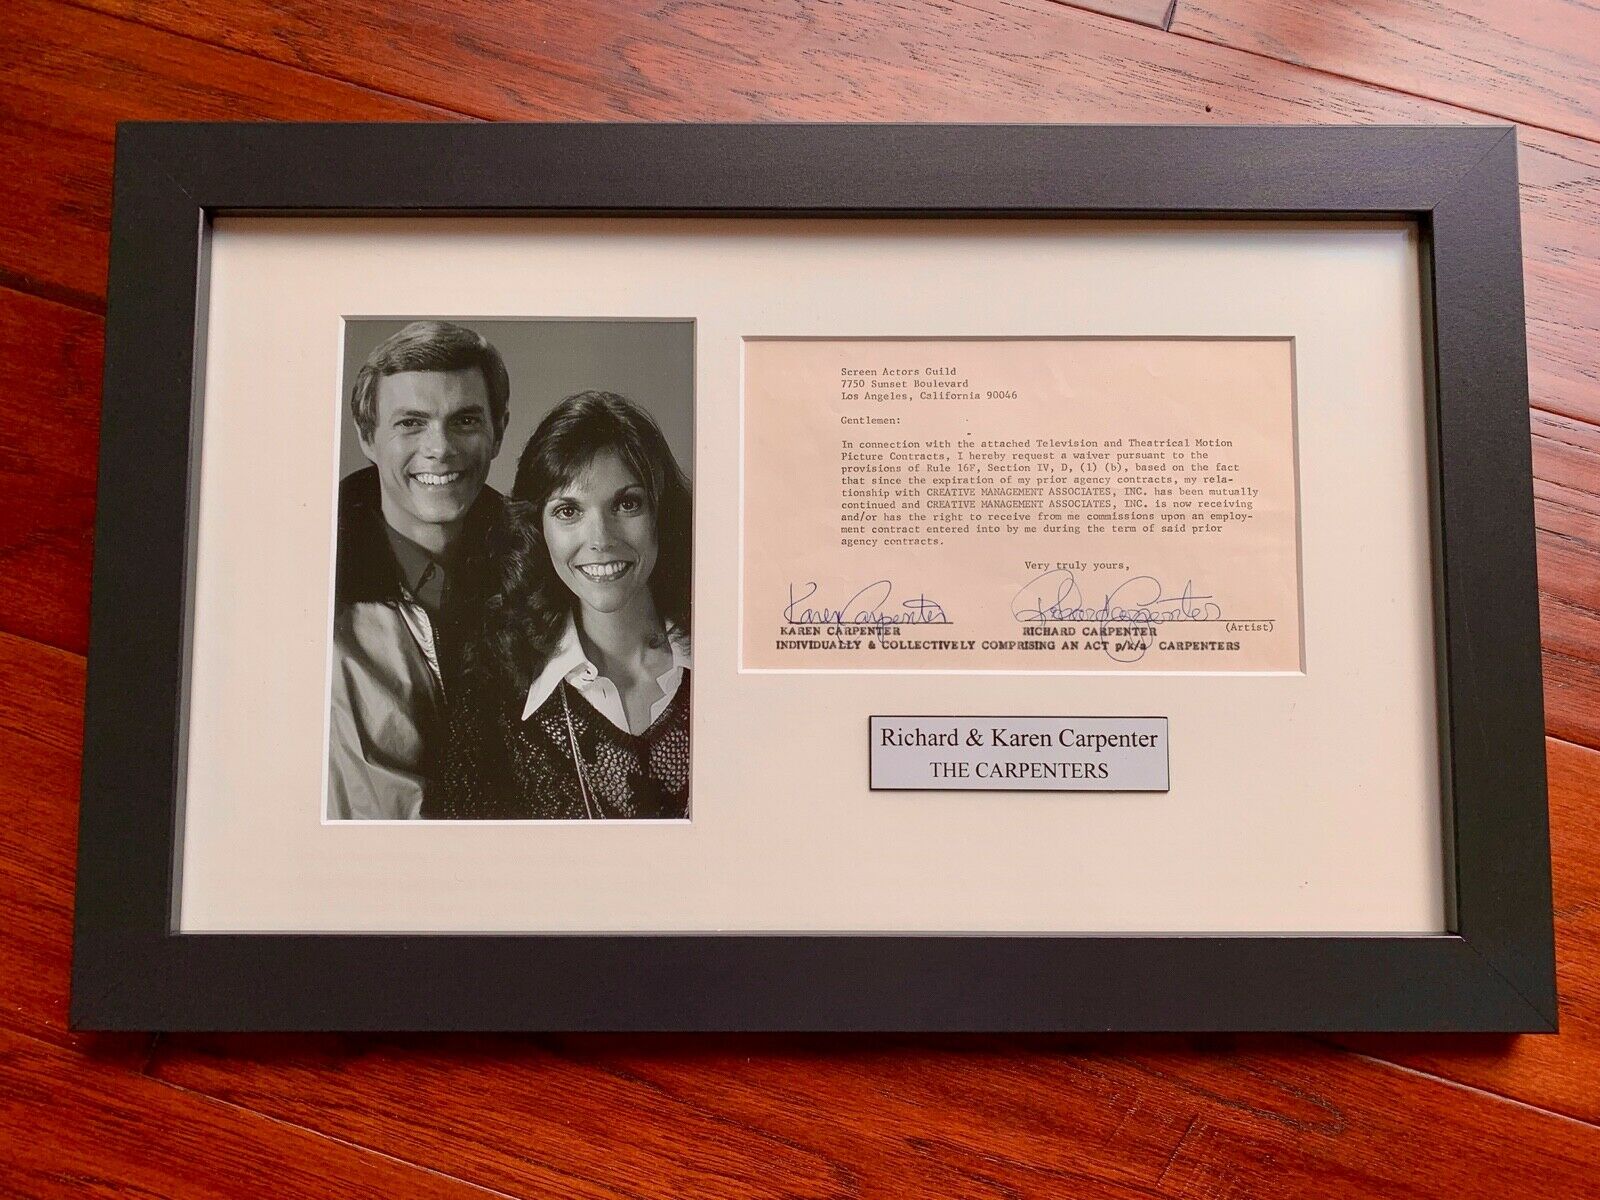 Screen Actors Guild
7750 Sunset Boulevard
Los Angeles, California 90046
Gentlemen:
In connection with the attached Television and Theatrical Motion
Picture Contracts, I hereby request a waiver pursuant to the
provisions of Rule 16F, Section IV, D, (1) (b), based on the fact
that since the expiration of my prior agency contracts, my rela-
tionship with CREATIVE MANAGEMENT ASSOCIATES, INC. has been mutually
continued and CREATIVE MANAGEMENT ASSOCIATES, INC. is now receiving
and/or has the right to receive from me commissions upon an employ-
ment contract entered into by me during the term of said prior
agency contracts.
Very truly yours,
Karen Carpenter Richard Carpenter
KAREN CARPENTER RICHARD CARPENTER (Artist)
INDIVIDUALLY & COLLECTIVELY COMPRISING AN ACT p/k/a CARPENTERS
Richard & Karen Carpenter
THE CARPENTERS